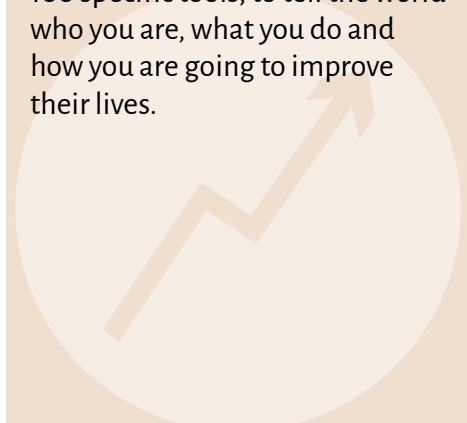 specific tools, to tell the world
who you are, what you do and
how you are going to improve
their lives.